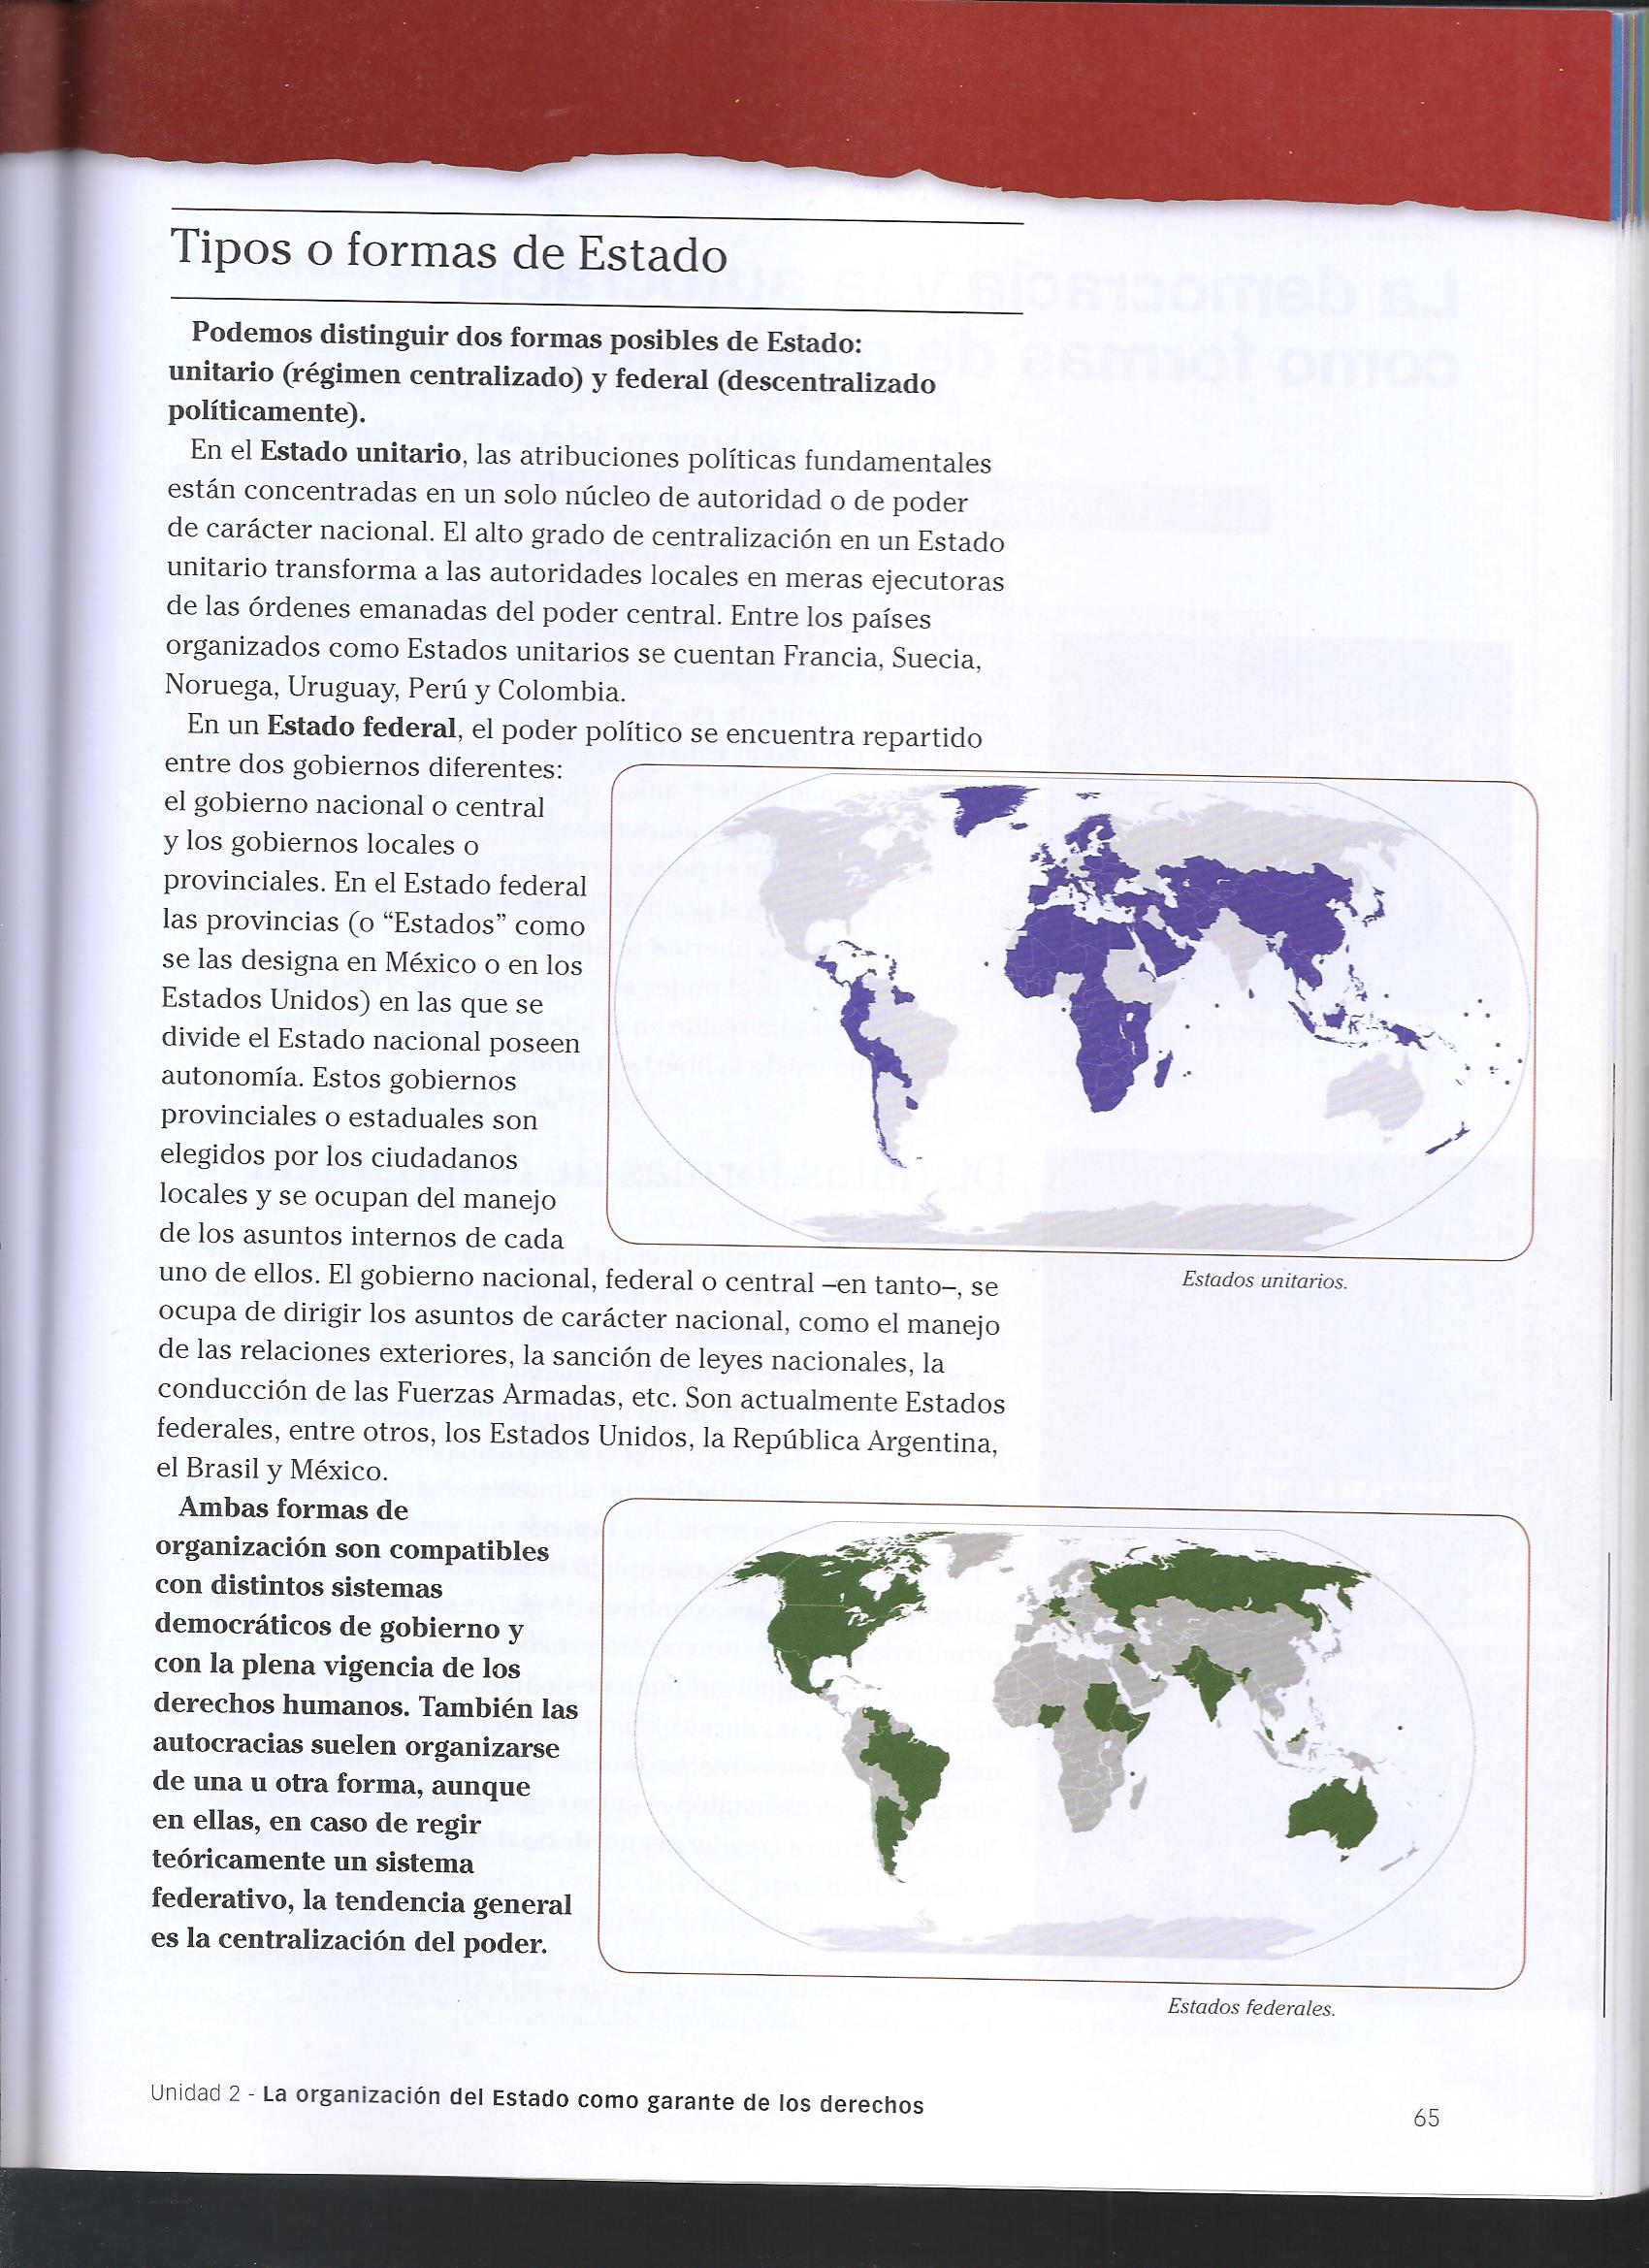 Tipos o formas de Estado
Podemos distinguir dos formas posibles de Estado:
unitario (régimen centralizado) y federal (descentralizado
políticamente).
En el Estado unitario, las atribuciones políticas fundamentales
están concentradas en un solo núcleo de autoridad o de poder
de carácter nacional. El alto grado de centralización en un Estado
unitario transforma a las autoridades locales en meras ejecutoras
de las órdenes emanadas del poder central. Entre los países
organizados como Estados unitarios se cuentan Francia, Suecia,
Noruega, Uruguay, Perú y Colombia.
En un Estado federal, el poder político se encuentra repartido
entre dos gobiernos diferentes:
el gobierno nacional o central
y los gobiernos locales o
provinciales. En el Estado federal
las provincias (o “Estados” como
se las designa en México o en los
Estados Unidos) en las que se
divide el Estado nacional poseen
autonomía. Estos gobiernos
provinciales o estaduales son
elegidos por los ciudadanos
locales y se ocupan del manejo
de los asuntos internos de cada
uno de ellos. El gobierno nacional, federal o central –en tanto–, se
ocupa de dirigir los asuntos de carácter nacional, como el manejo
de las relaciones exteriores, la sanción de leyes nacionales, la
conducción de las Fuerzas Armadas, etc. Son actualmente Estados
federales, entre otros, los Estados Unidos, la República Argentina,
el Brasil y México.
Estados unitarios.
Ambas formas de
organización son compatibles
con distintos sistemas
democráticos de gobierno y
con la plena vigencia de los
derechos humanos. También las
autocracias suelen organizarse
de una u otra forma, aunque
en ellas, en caso de regir
teóricamente un sistema
federativo, la tendencia general
es la centralización del poder.
Estados federales.
Unidad 2 - La organización del Estado como garante de los derechos
65